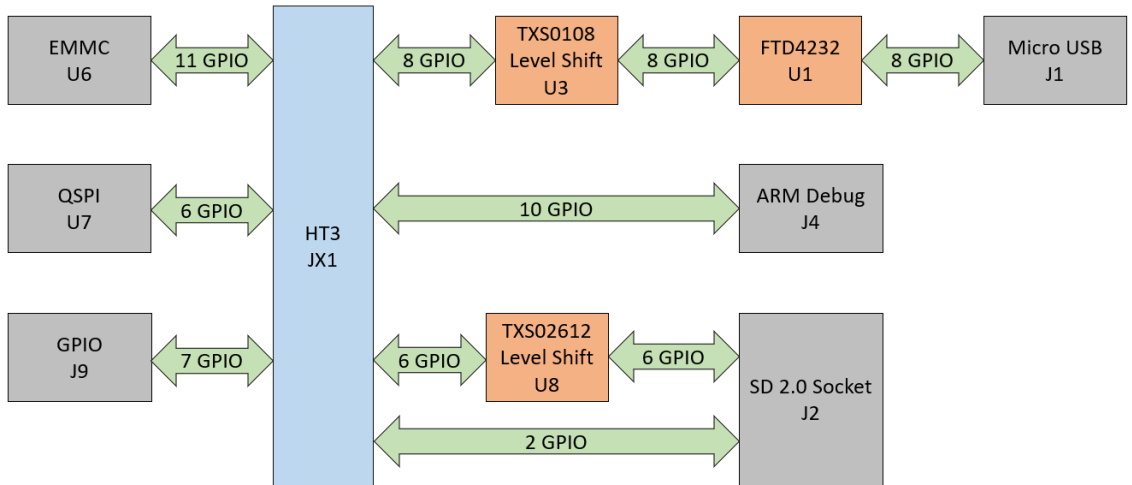 EMMC
U6
11 GPIO
8 GPIO
TXS0108
Level Shift
U3
8 GPIO
FTD4232
U1
8 GPIO
Micro USB
J1
QSPI
U7
6 GPIO
HT3
JX1
10 GPIO
ARM Debug
J4
GPIO
J9
7 GPIO
6 GPIO
TXS02612
Level Shift
U8
6 GPIO
SD 2.0 Socket
J2
2 GPIO